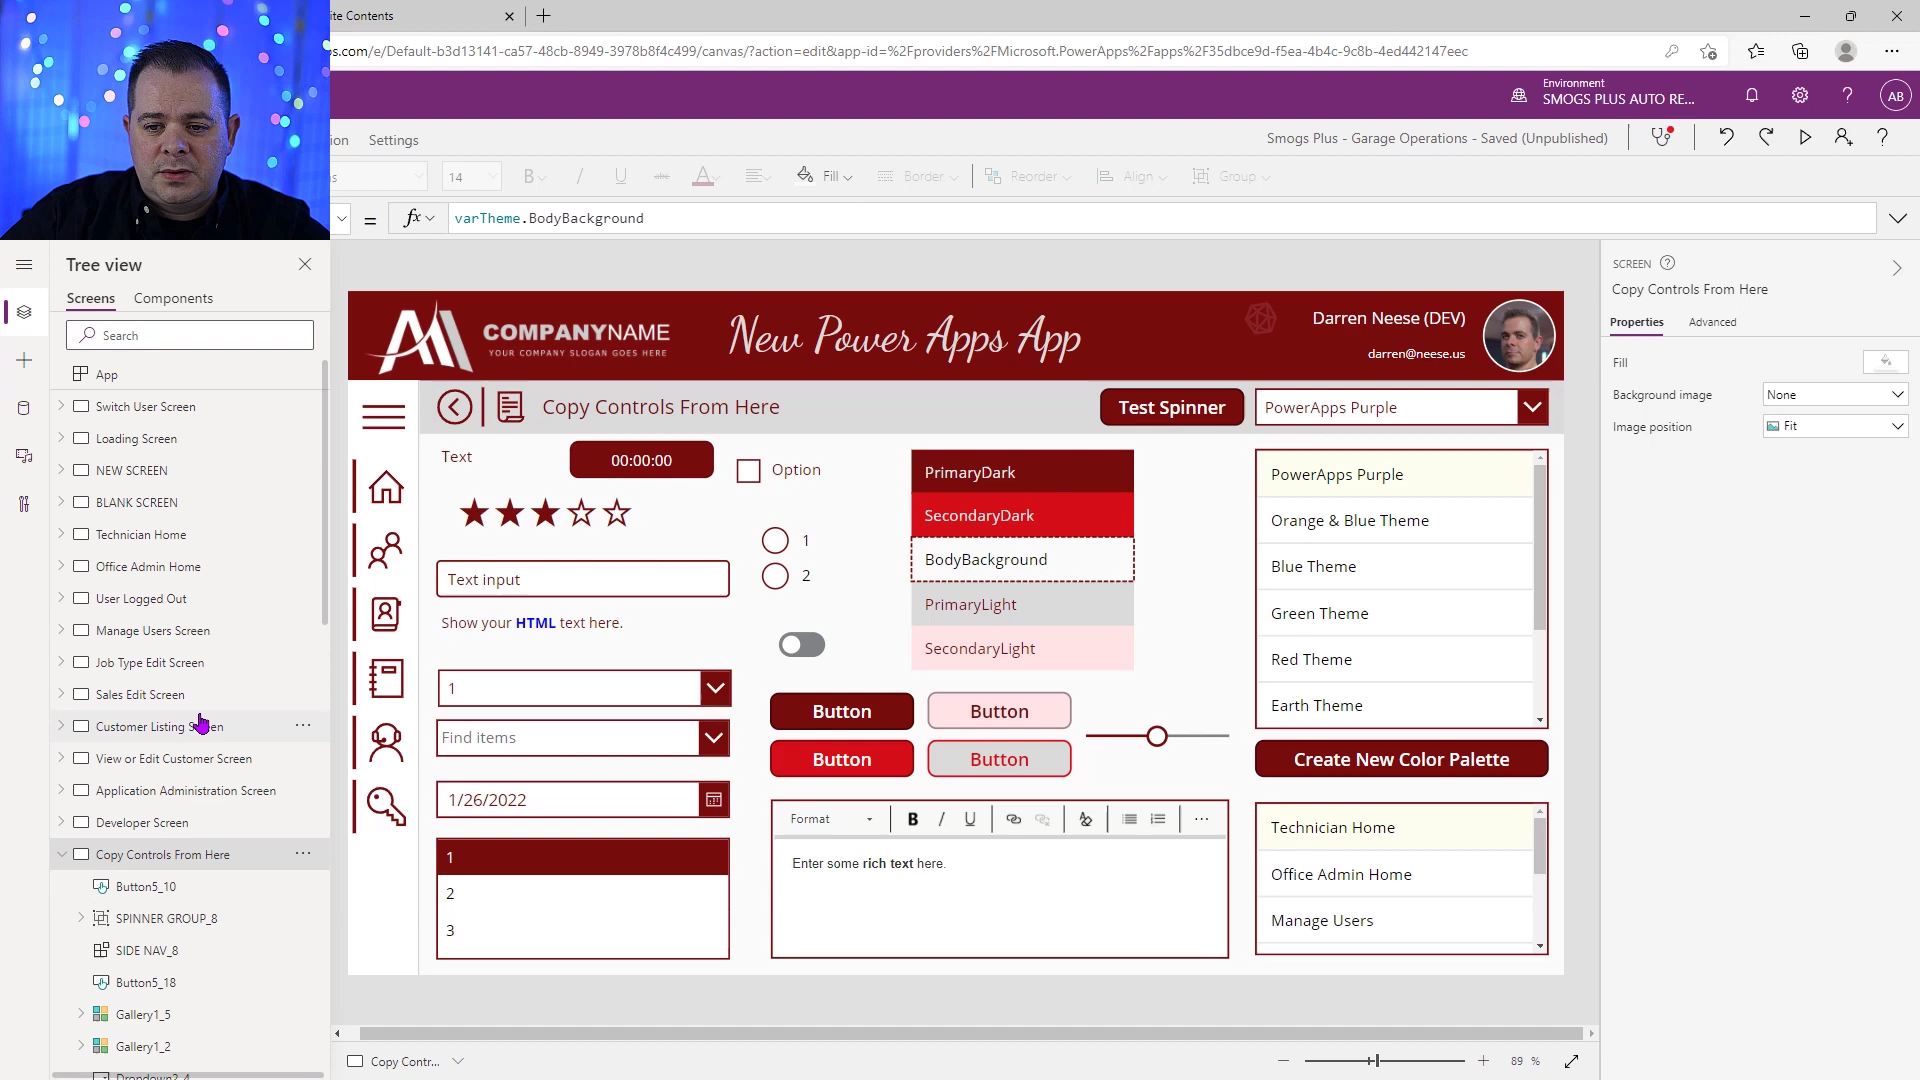 ite Contents
os.com/e/Default-b3d13141-ca57-48cb-8949-3978b8f4c499/canvas/?action=edit&app-id=%2Fproviders%2FMicrosoft.PowerApps%2Fapps%2F35dbce9d-f5ea-4b4c-9c8b-4ed442147eec
Environment
SMOGS PLUS AUTO RE...
AB
ion Settings
Smogs Plus - Garage Operations - Saved (Unpublished)
s 14 B Fill Border Reorder Align Group
= fx varTheme.BodyBackground
Tree view
Screens Components
Search
App
Switch User Screen
Loading Screen
NEW SCREEN
BLANK SCREEN
Technician Home
Office Admin Home
User Logged Out
Manage Users Screen
Job Type Edit Screen
Sales Edit Screen
Customer Listing Screen
View or Edit Customer Screen
Application Administration Screen
Developer Screen
Copy Controls From Here
Button5_10
SPINNER GROUP_8
SIDE NAV_8
Button5_18
Gallery1_5
Gallery1_2
Dropdown2_4
COMPANYNAME
YOUR COMPANY SLOGAN GOES HERE
New Power Apps App
Darren Neese (DEV)
darren@neese.us
Copy Controls From Here
Test Spinner
PowerApps Purple
Text
00:00:00
Option
1
2
Text input
Show your HTML text here.
1
Find items
1/26/2022
1
2
3
PrimaryDark
SecondaryDark
BodyBackground
PrimaryLight
SecondaryLight
Button Button
Button Button
Format B I U
Enter some rich text here.
PowerApps Purple
Orange & Blue Theme
Blue Theme
Green Theme
Red Theme
Earth Theme
Create New Color Palette
Technician Home
Office Admin Home
Manage Users
SCREEN
Copy Controls From Here
Properties Advanced
Fill
Background image None
Image position Fit
Copy Contr...
89 %